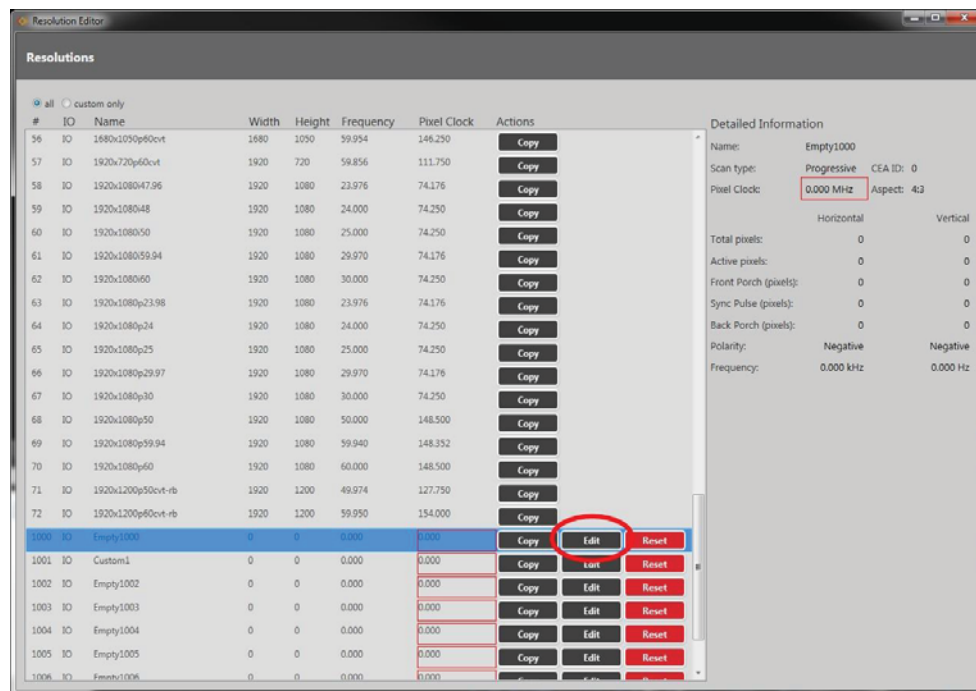 Resolution Editor
Resolutions
all custom only
# IO Name Width Height Frequency Pixel Clock Actions
56 IO 1680x1050p60cvt 1680 1050 59.954 146.250 Copy
57 IO 1920x720p60cvt 1920 720 59.856 111.750 Copy
58 IO 1920x1080i47.96 1920 1080 23.976 74.176 Copy
59 IO 1920x1080i48 1920 1080 24.000 74.250 Copy
60 IO 1920x1080i50 1920 1080 25.000 74.250 Copy
61 IO 1920x1080i59.94 1920 1080 29.970 74.176 Copy
62 IO 1920x1080i60 1920 1080 30.000 74.250 Copy
63 IO 1920x1080p23.98 1920 1080 23.976 74.176 Copy
64 IO 1920x1080p24 1920 1080 24.000 74.250 Copy
65 IO 1920x1080p25 1920 1080 25.000 74.250 Copy
66 IO 1920x1080p29.97 1920 1080 29.970 74.176 Copy
67 IO 1920x1080p30 1920 1080 30.000 74.250 Copy
68 IO 1920x1080p50 1920 1080 50.000 148.500 Copy
69 IO 1920x1080p59.94 1920 1080 59.940 148.352 Copy
70 IO 1920x1080p60 1920 1080 60.000 148.500 Copy
71 IO 1920x1200p50cvt-rb 1920 1200 49.974 127.750 Copy
72 IO 1920x1200p60cvt-rb 1920 1200 59.950 154.000 Copy
1000 IO Empty1000 0 0 0.000 0.000 Copy Edit Reset
1001 IO Custom1 0 0 0.000 0.000 Copy Edit Reset
1002 IO Empty1002 0 0 0.000 0.000 Copy Edit Reset
1003 IO Empty1003 0 0 0.000 0.000 Copy Edit Reset
1004 IO Empty1004 0 0 0.000 0.000 Copy Edit Reset
1005 IO Empty1005 0 0 0.000 0.000 Copy Edit Reset
1006 IO Empty1006 0 0 0.000 0.000
Detailed Information
Name: Empty1000
Scan type: Progressive CEA ID: 0
Pixel Clock: 0.000 MHz Aspect: 4:3
Horizontal Vertical
Total pixels: 0 0
Active pixels: 0 0
Front Porch (pixels): 0 0
Sync Pulse (pixels): 0 0
Back Porch (pixels): 0 0
Polarity: Negative Negative
Frequency: 0.000 kHz 0.000 Hz